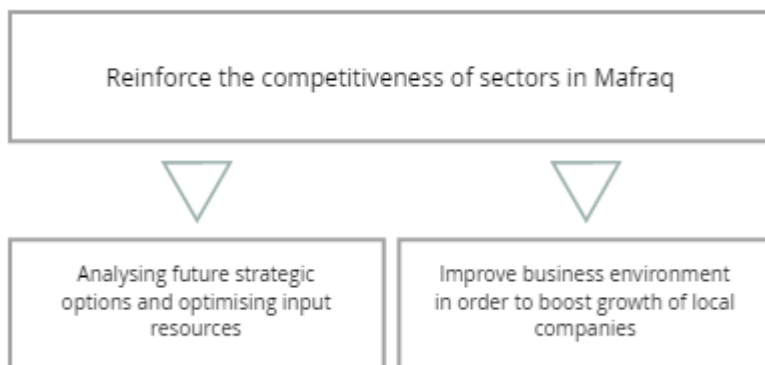 Reinforce the competitiveness of sectors in Mafraq
Analysing future strategic
options and optimising input
resources
Improve business environment
in order to boost growth of local
companies